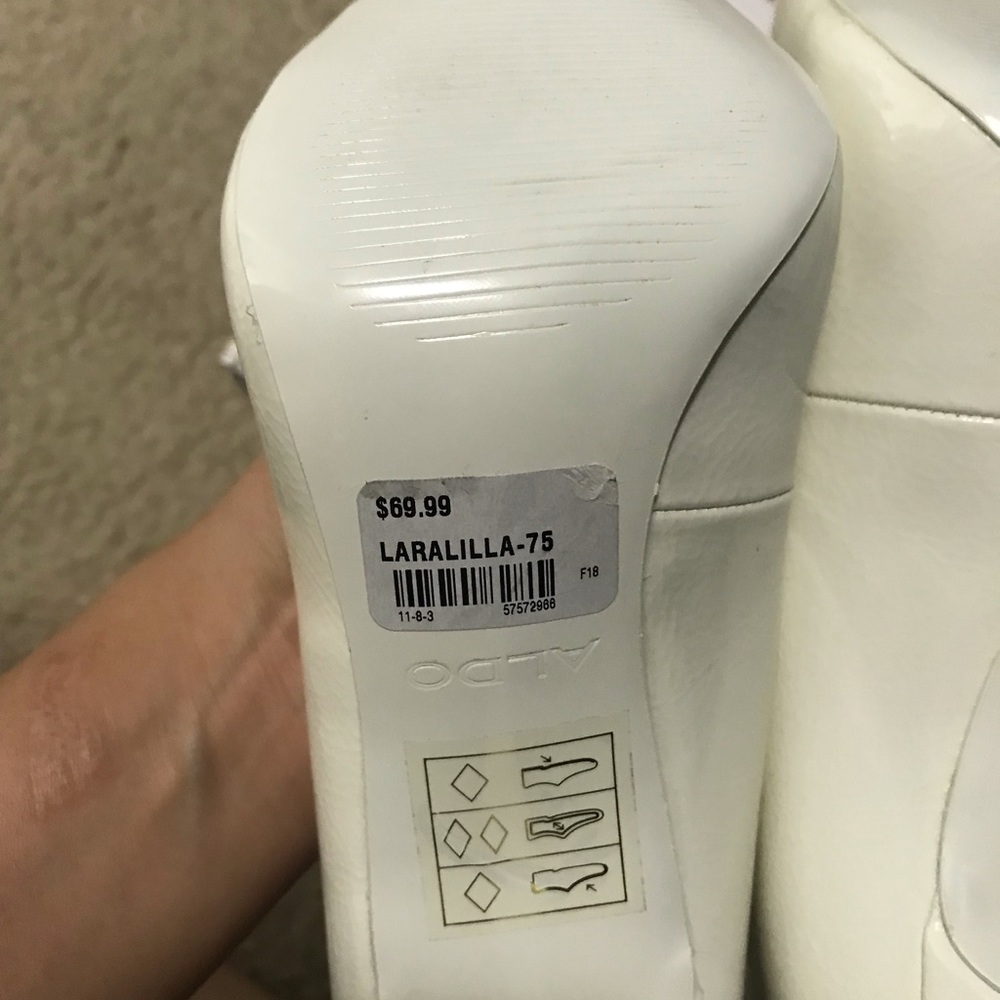 $69.99
LARALILLA-75
F18
11-8-3
57572988
ALDO